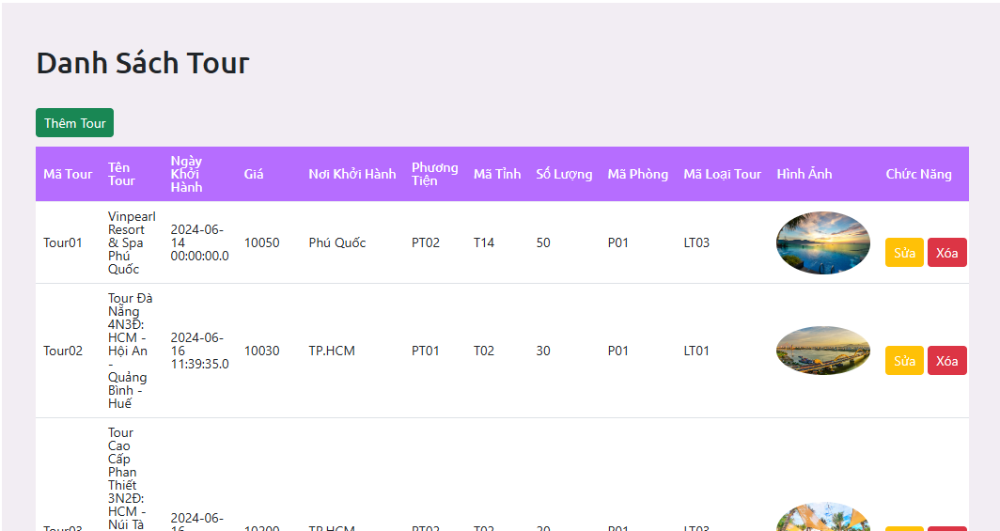 Danh Sách Tour
Thêm Tour
Mã Tour Tên Tour Ngày Khởi Hành Giá Nơi Khởi Hành Phương Tiện Mã Tỉnh Số Lượng Mã Phòng Mã Loại Tour Hình Ảnh Chức Năng
Tour01 Vinpearl Resort & Spa Phú Quốc 2024-06-14 00:00:00.0 10050 Phú Quốc PT02 T14 50 P01 LT03 Sửa Xóa
Tour02 Tour Đà Nẵng 4N3Đ: HCM - Hội An - Quảng Bình - Huế 2024-06-16 11:39:35.0 10030 TP.HCM PT01 T02 30 P01 LT01 Sửa Xóa
Tour03 Tour Cao Cấp Phan Thiết 3N2Đ: HCM - Núi Tà 2024-06-16 10200 TP.HCM PT02 T02 20 P01 LT03